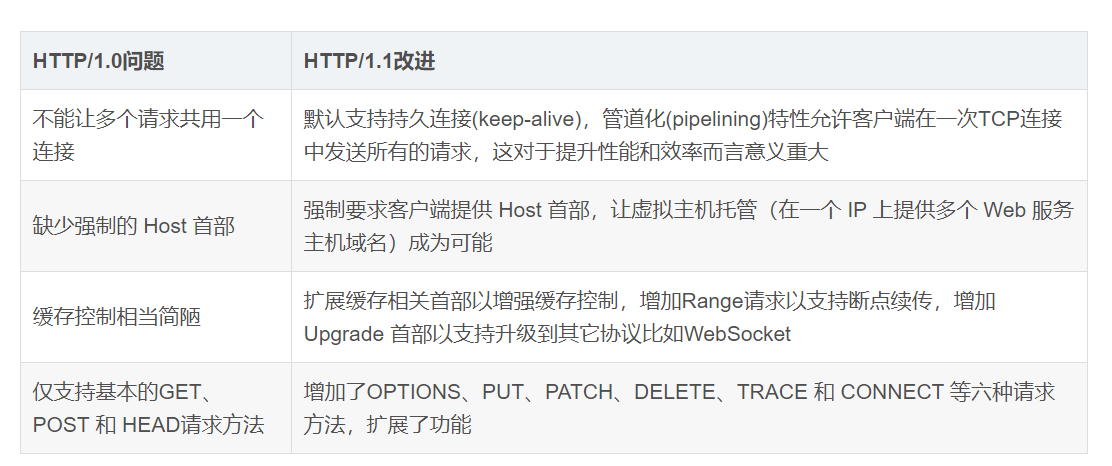 HTTP/1.0问题
HTTP/1.1改进
不能让多个请求共用一个
连接
默认支持持久连接(keep-alive)，管道化(pipelining)特性允许客户端在一次TCP连接
中发送所有的请求，这对于提升性能和效率而言意义重大
缺少强制的 Host 首部
强制要求客户端提供 Host 首部，让虚拟主机托管（在一个 IP 上提供多个 Web 服务
主机域名）成为可能
缓存控制相当简陋
扩展缓存相关首部以增强缓存控制，增加Range请求以支持断点续传，增加
Upgrade 首部以支持升级到其它协议比如WebSocket
仅支持基本的GET、
POST 和 HEAD请求方法
增加了OPTIONS、PUT、PATCH、DELETE、TRACE 和 CONNECT 等六种请求
方法，扩展了功能